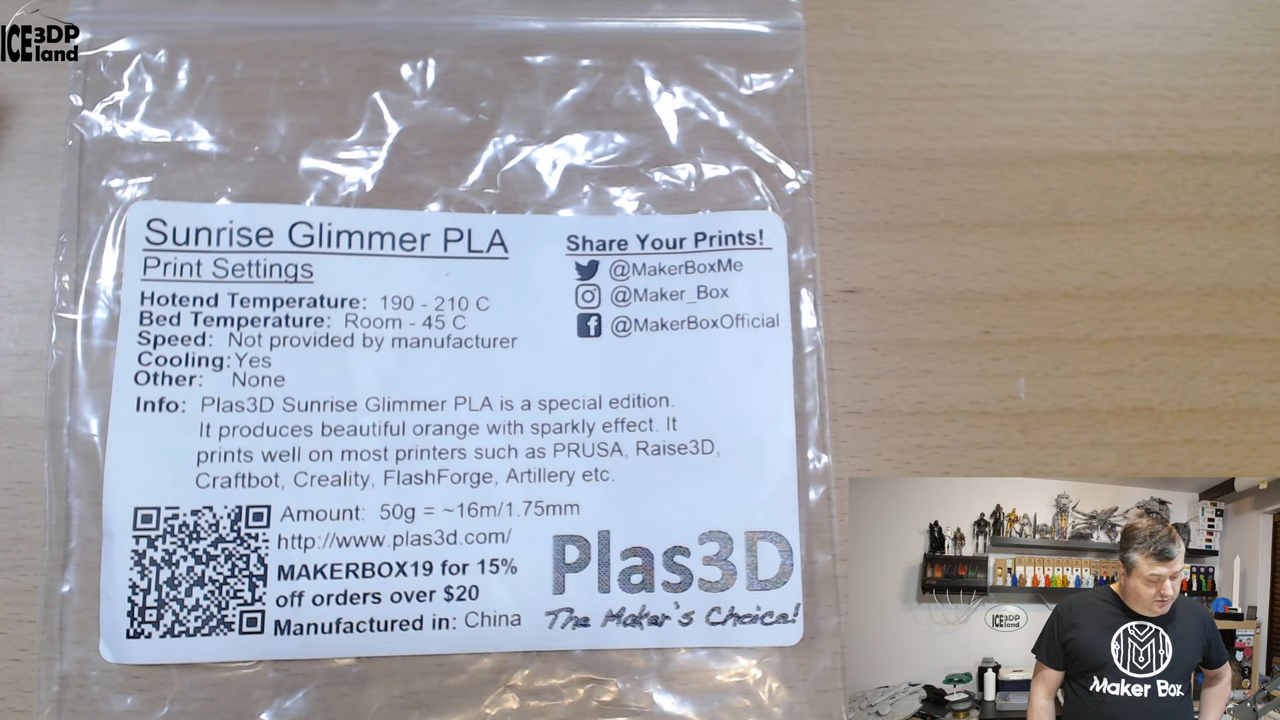 ICE 3DP land
Sunrise Glimmer PLA
Print Settings
Hotend Temperature: 190 - 210 C
Bed Temperature: Room - 45 C
Speed: Not provided by manufacturer
Cooling: Yes
Other: None
Share Your Prints!
@MakerBoxMe
@Maker_Box
@MakerBoxOfficial
Info: Plas3D Sunrise Glimmer PLA is a special edition.
It produces beautiful orange with sparkly effect. It
prints well on most printers such as PRUSA, Raise3D,
Craftbot, Creality, FlashForge, Artillery etc.
Amount: 50g = ~16m/1.75mm
http://www.plas3d.com/
MAKERBOX19 for 15%
off orders over $20
Manufactured in: China
Plas3D
The Maker's Choice!
ICE 3DP land
Maker Box